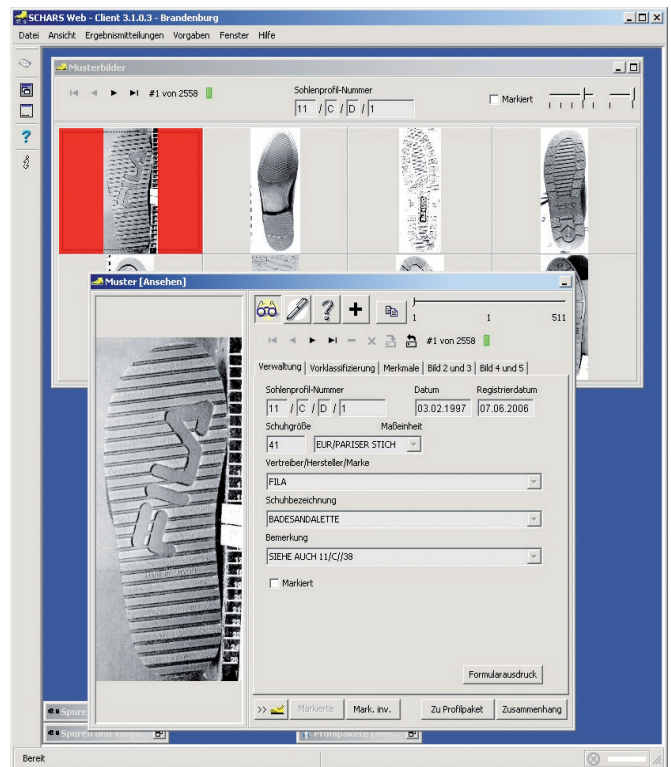 SCHARS Web - Client 3.1.0.3 - Brandenburg
Datei Ansicht Ergebnismitteilungen Vorgaben Fenster Hilfe
Musterbilder
#1 von 2558
Sohlenprofil-Nummer
11 / C / D / 1
Markiert
Muster [Ansehen]
1 1 511
#1 von 2558
Verwaltung Vorklassifizierung Merkmale Bild 2 und 3 Bild 4 und 5
Sohlenprofil-Nummer Datum Registrierdatum
11 / C / D / 1 03.02.1997 07.06.2006
Schuhgröße Maßeinheit
41 EUR/PARISER STICH
Vertreiber/Hersteller/Marke
FILA
Schuhbezeichnung
BADESANDALETTE
Bemerkung
SIEHE AUCH 11/C//38
Markiert
Formularausdruck
>> Markierte Mark. inv. Zu Profilpaket Zusammenhang
Spuren und
Bereit